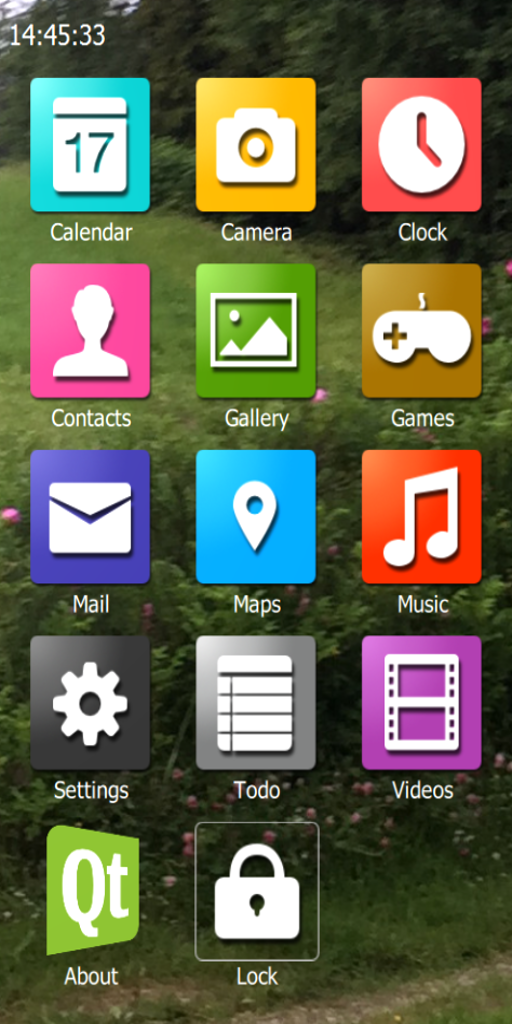 14:45:33
17
Calendar
Camera
Clock
Contacts
Gallery
Games
Mail
Maps
Music
Settings
Todo
Videos
Qt
About
Lock